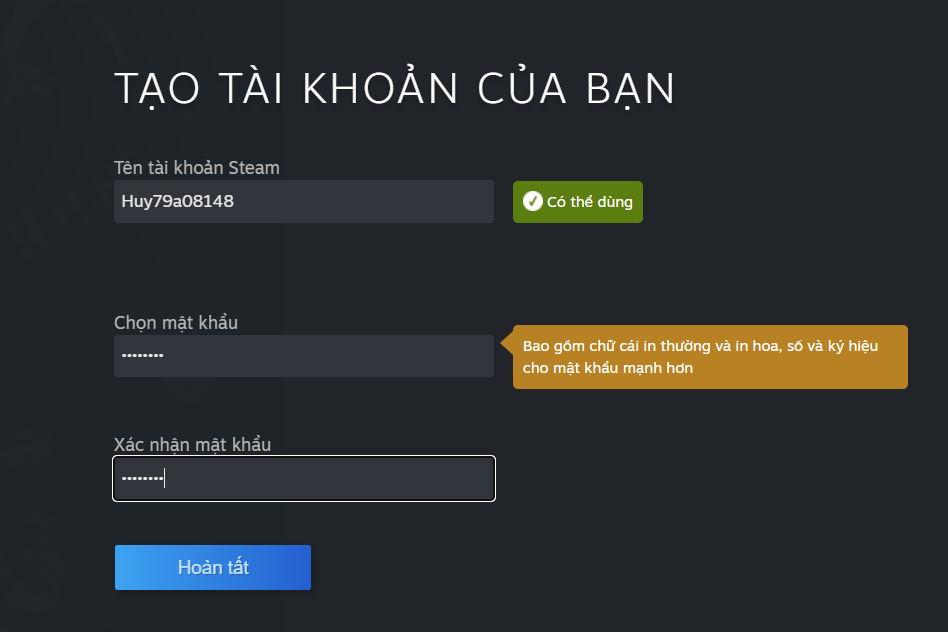 TẠO TÀI KHOẢN CỦA BẠN
Tên tài khoản Steam
Huy79a08148
Có thể dùng
Chọn mật khẩu
••••••••
Bao gồm chữ cái in thường và in hoa, số và ký hiệu
cho mật khẩu mạnh hơn
Xác nhận mật khẩu
••••••••
Hoàn tất